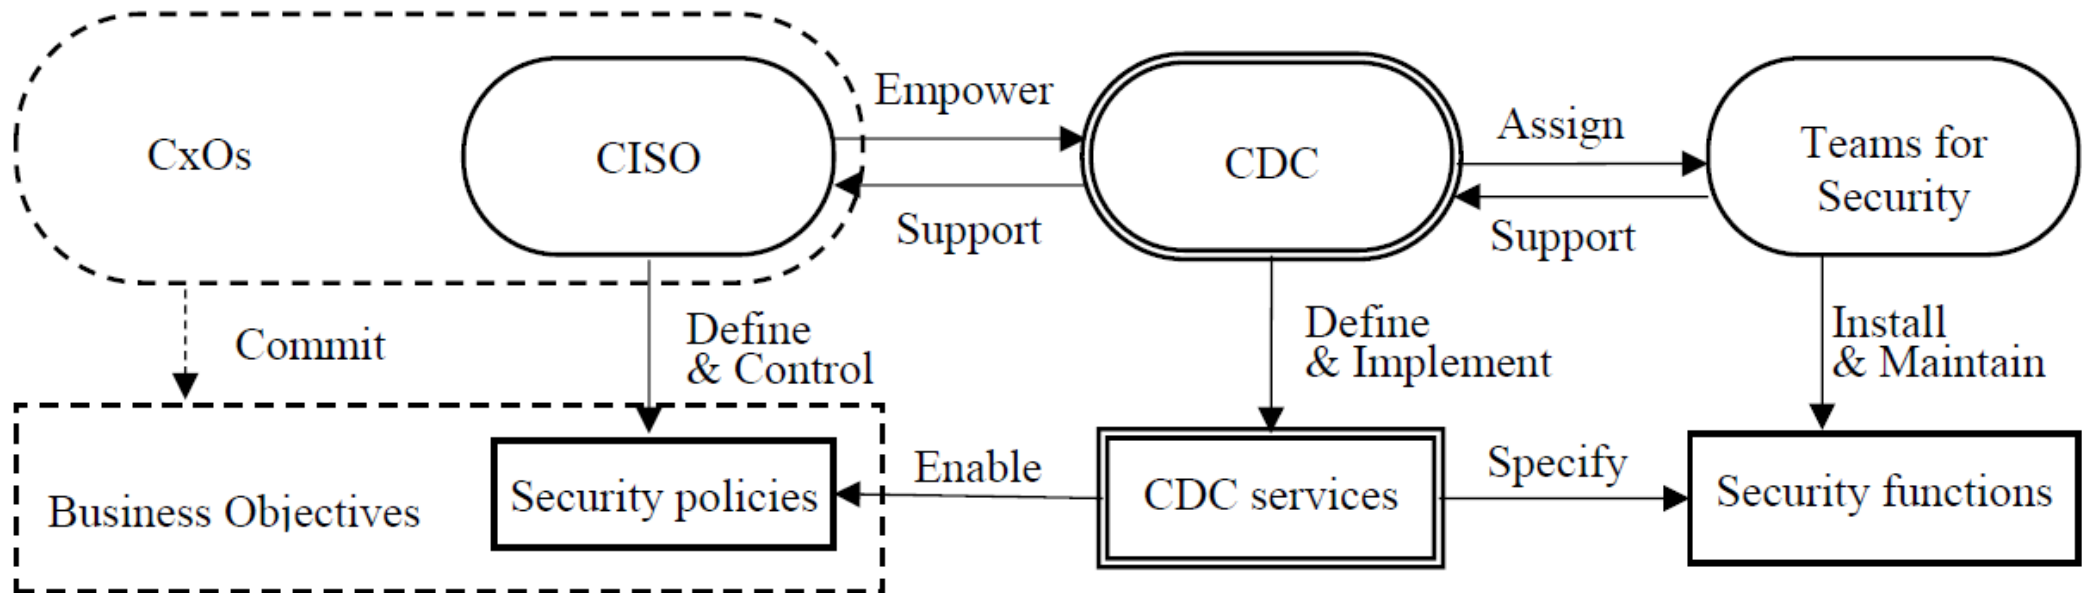 Empower
Assign
CxOs
CISO
CDC
Teams for
Security
Support
Support
Commit
Define
& Control
Define
& Implement
Install
& Maintain
Business Objectives
Security policies
Enable
CDC services
Specify
Security functions